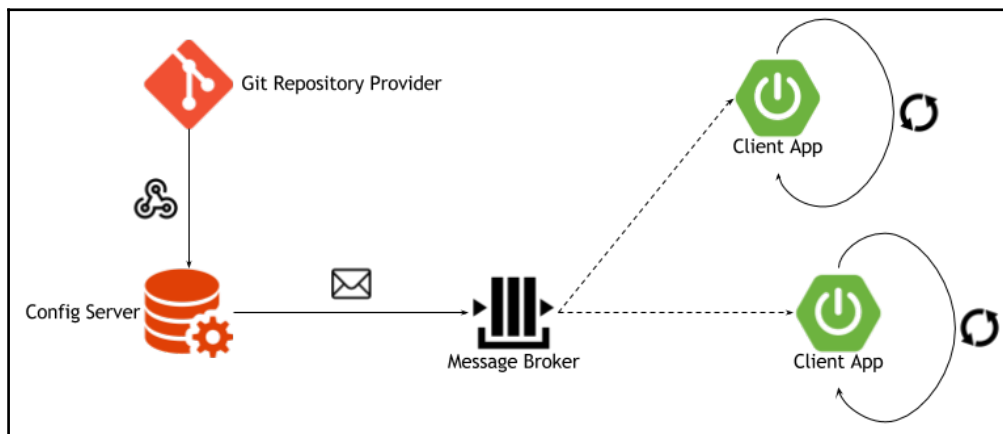 Git Repository Provider
Client App
Config Server
Message Broker
Client App